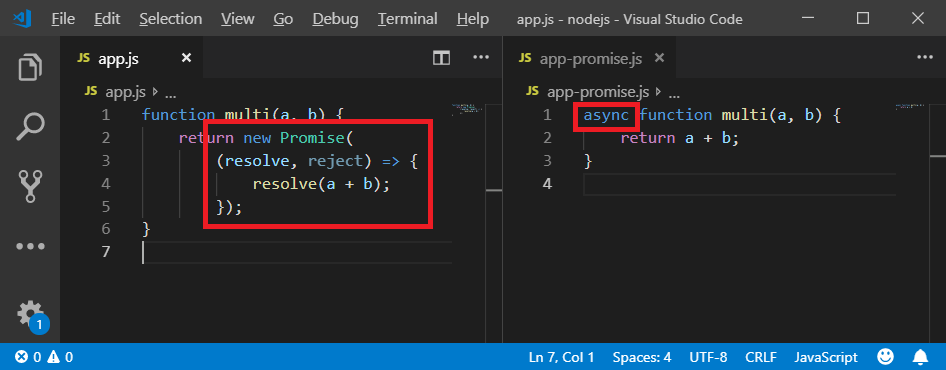 File Edit Selection View Go Debug Terminal Help app.js - nodejs - Visual Studio Code
JS app.js
JS app.js > ...
1 function multi(a, b) {
2 return new Promise(
3 (resolve, reject) => {
4 resolve(a + b);
5 });
6 }
7
JS app-promise.js
JS app-promise.js > ...
1 async function multi(a, b) {
2 return a + b;
3 }
4
1
0 0 Ln 7, Col 1 Spaces: 4 UTF-8 CRLF JavaScript